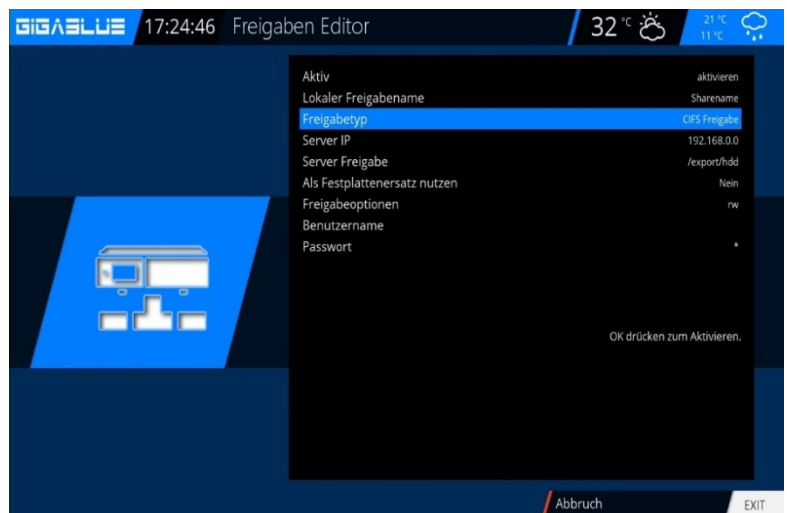 GIGABLUE 17:24:46 Freigaben Editor 32 °C 21 °C
11 °C
Aktiv aktivieren
Lokaler Freigabename Sharename
Freigabetyp CIFS Freigabe
Server IP 192.168.0.0
Server Freigabe /export/hdd
Als Festplattenersatz nutzen Nein
Freigabeoptionen rw
Benutzername
Passwort *
OK drücken zum Aktivieren.
Abbruch EXIT